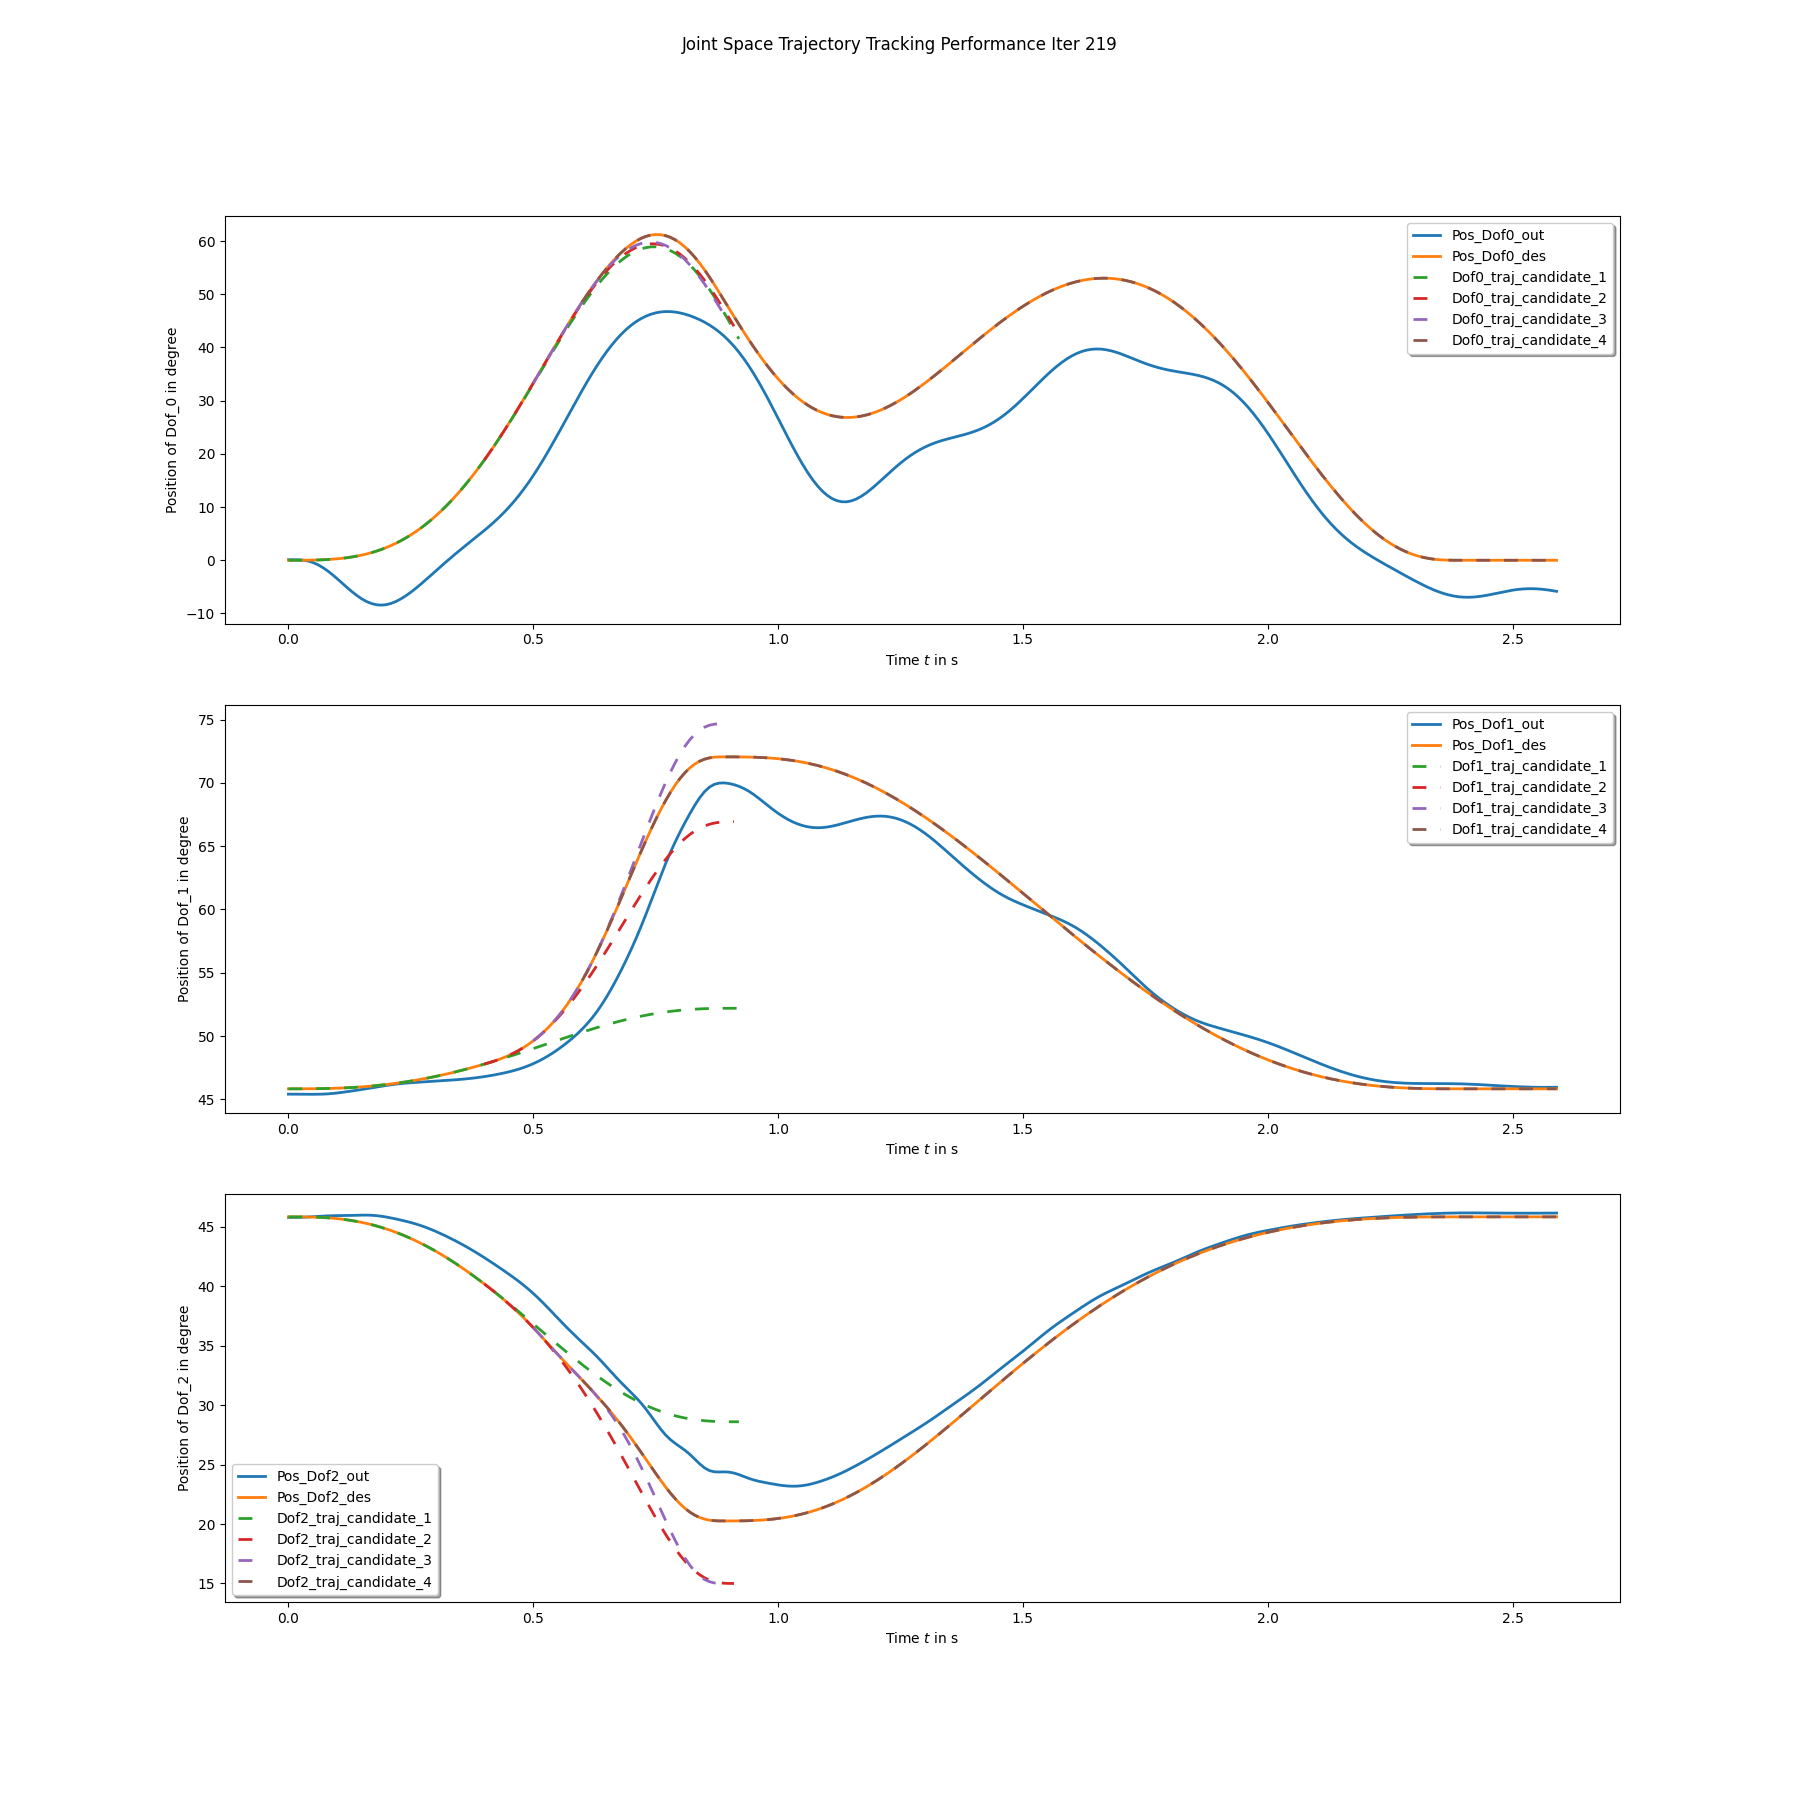 Joint Space Trajectory Tracking Performance Iter 219
Position of Dof_0 in degree
60
50
40
30
20
10
0
−10
Pos_Dof0_out
Pos_Dof0_des
Dof0_traj_candidate_1
Dof0_traj_candidate_2
Dof0_traj_candidate_3
Dof0_traj_candidate_4
0.0 0.5 1.0 1.5 2.0 2.5
Time t in s
Position of Dof_1 in degree
75
70
65
60
55
50
45
Pos_Dof1_out
Pos_Dof1_des
Dof1_traj_candidate_1
Dof1_traj_candidate_2
Dof1_traj_candidate_3
Dof1_traj_candidate_4
0.0 0.5 1.0 1.5 2.0 2.5
Time t in s
Position of Dof_2 in degree
45
40
35
30
25
20
15
Pos_Dof2_out
Pos_Dof2_des
Dof2_traj_candidate_1
Dof2_traj_candidate_2
Dof2_traj_candidate_3
Dof2_traj_candidate_4
0.0 0.5 1.0 1.5 2.0 2.5
Time t in s